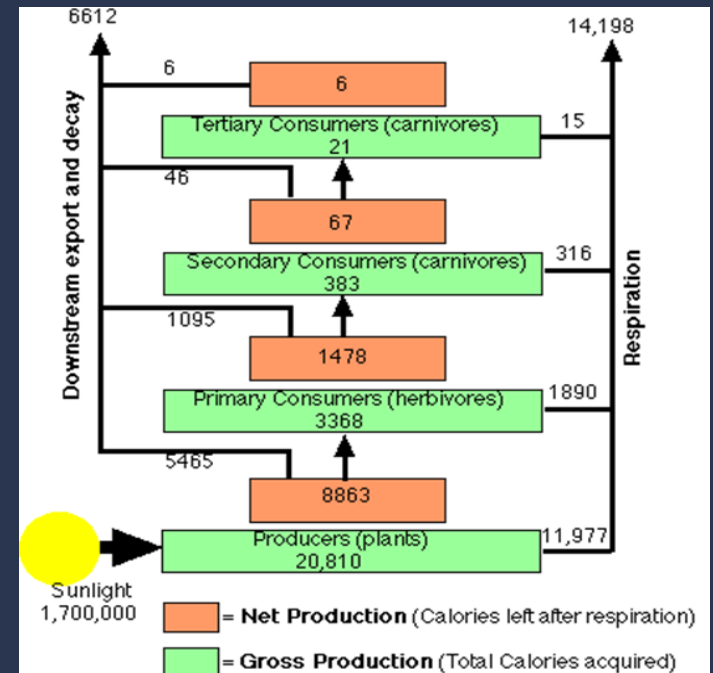 6612
14,198
6
6
Tertiary Consumers (carnivores)
21
15
46
67
Secondary Consumers (carnivores)
383
316
1095
1478
Primary Consumers (herbivores)
3368
1890
5465
8863
Producers (plants)
20,810
11,977
Downstream export and decay
Respiration
Sunlight
1,700,000
= Net Production (Calories left after respiration)
= Gross Production (Total Calories acquired)